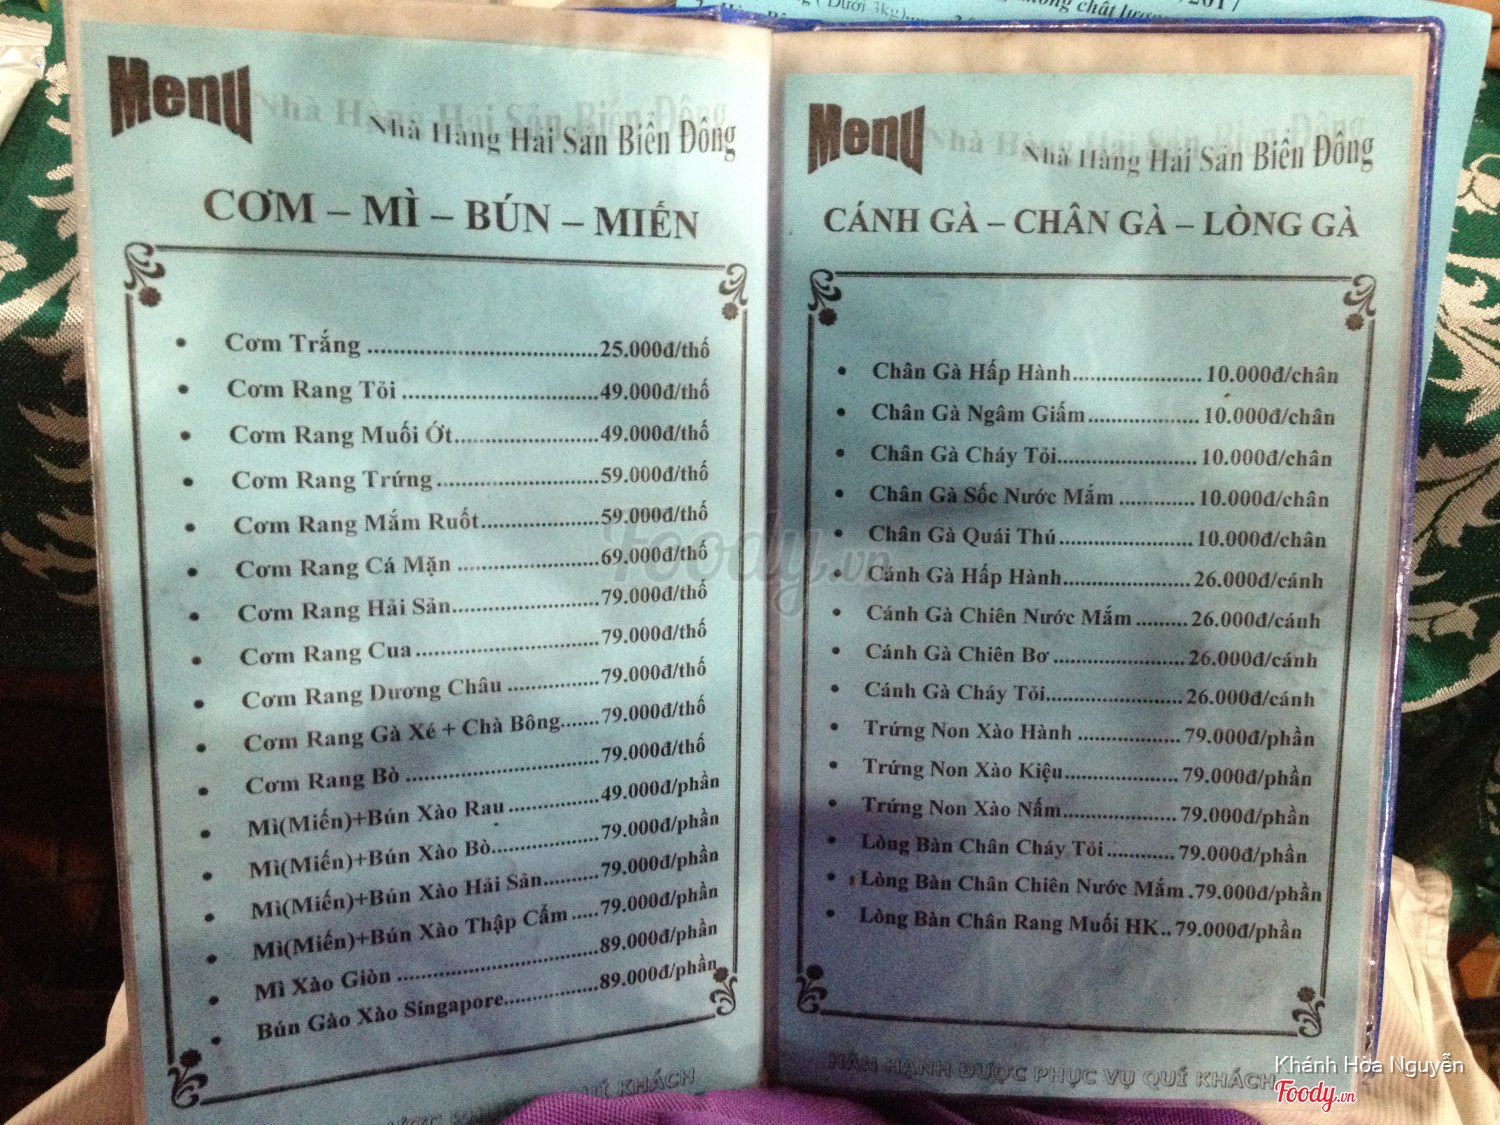 (Dưới 3kg)
Menu
Nhà Hàng Hải Sản Biển Đông
CƠM – MÌ – BÚN – MIẾN
• Cơm Trắng ....................................25.000đ/thố
• Cơm Rang Tỏi ..............................49.000đ/thố
• Cơm Rang Muối Ớt......................49.000đ/thố
• Cơm Rang Trứng .........................59.000đ/thố
• Cơm Rang Mắm Ruốt..................59.000đ/thố
• Cơm Rang Cá Mặn ......................69.000đ/thố
• Cơm Rang Hải Sản.......................79.000đ/thố
• Cơm Rang Cua ............................79.000đ/thố
• Cơm Rang Dương Châu ..............79.000đ/thố
• Cơm Rang Gà Xé + Chà Bông......79.000đ/thố
• Cơm Rang Bò ..............................79.000đ/thố
• Mì(Miến)+Bún Xào Rau ..............49.000đ/phần
• Mì(Miến)+Bún Xào Bò................79.000đ/phần
• Mì(Miến)+Bún Xào Hải Sản.........79.000đ/phần
• Mì(Miến)+Bún Xào Thập Cẩm .....79.000đ/phần
• Mì Xào Giòn ...............................89.000đ/phần
• Bún Gào Xào Singapore...............89.000đ/phần
QUÍ KHÁCH
Menu
Nhà Hàng Hải Sản Biển Đông
CÁNH GÀ – CHÂN GÀ – LÒNG GÀ
• Chân Gà Hấp Hành......................10.000đ/chân
• Chân Gà Ngâm Giấm ..................10.000đ/chân
• Chân Gà Cháy Tỏi.......................10.000đ/chân
• Chân Gà Sốc Nước Mắm ............10.000đ/chân
• Chân Gà Quái Thú ......................10.000đ/chân
• Cánh Gà Hấp Hành.....................26.000đ/cánh
• Cánh Gà Chiên Nước Mắm .........26.000đ/cánh
• Cánh Gà Chiên Bơ ......................26.000đ/cánh
• Cánh Gà Cháy Tỏi.......................26.000đ/cánh
• Trứng Non Xào Hành .................79.000đ/phần
• Trứng Non Xào Kiệu...................79.000đ/phần
• Trứng Non Xào Nấm...................79.000đ/phần
• Lòng Bàn Chân Cháy Tỏi ............79.000đ/phần
• Lòng Bàn Chân Chiên Nước Mắm .79.000đ/phần
• Lòng Bàn Chân Rang Muối HK..79.000đ/phần
HÂN HẠNH ĐƯỢC PHỤC VỤ QUÍ KHÁCH
Foody.vn
Khánh Hòa Nguyễn
Foody.vn